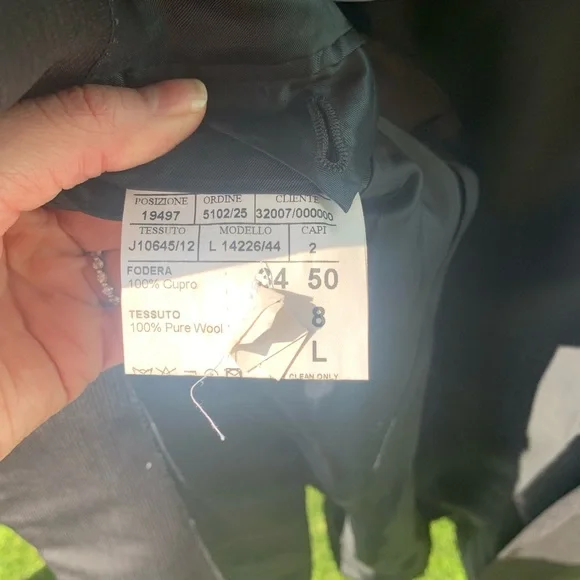 POSIZIONE ORDINE CLIENTE
19497 5102/25 32007/000000
TESSUTO MODELLO CAPI
J10645/12 L 14226/44 2
FODERA
100% Cupro 50
TESSUTO
100% Pure Wool 8
L
CLEAN ONLY